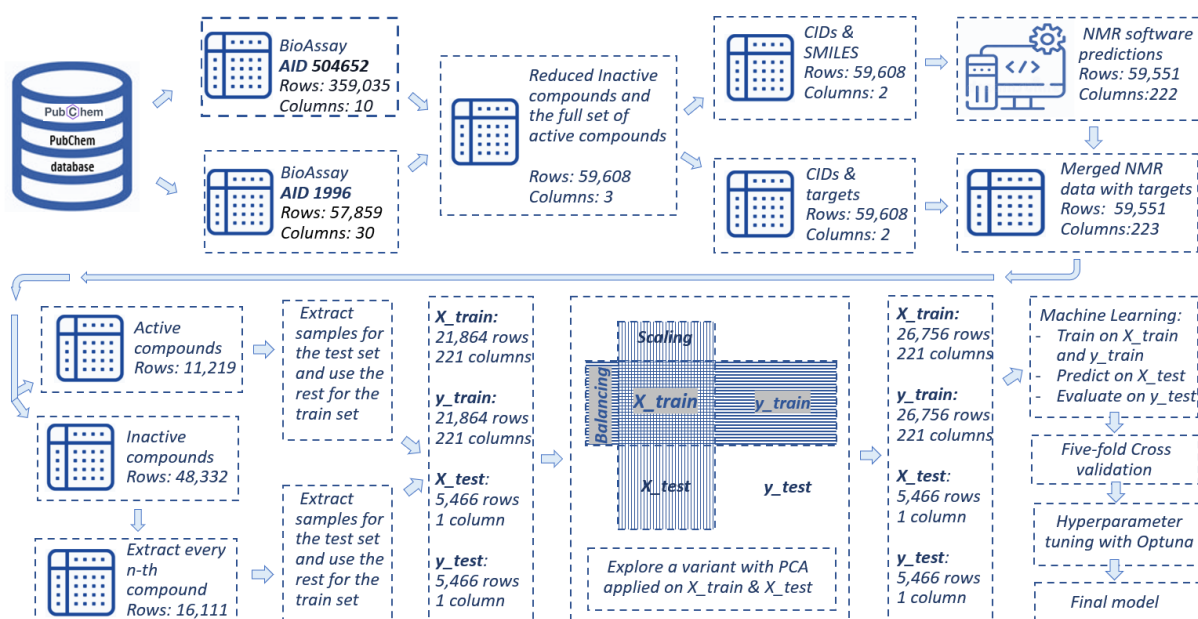 PubChem
PubChem
database
BioAssay
AID 504652
Rows: 359,035
Columns: 10
BioAssay
AID 1996
Rows: 57,859
Columns: 30
Reduced Inactive
compounds and
the full set of
active compounds
Rows: 59,608
Columns: 3
CIDs &
SMILES
Rows: 59,608
Columns: 2
CIDs &
targets
Rows: 59,608
Columns: 2
NMR software
predictions
Rows: 59,551
Columns:222
Merged NMR
data with targets
Rows: 59,551
Columns:223
Active
compounds
Rows: 11,219
Inactive
compounds
Rows: 48,332
Extract every
n-th
compound
Rows: 16,111
Extract
samples for
the test set
and use the
rest for the
train set
Extract
samples for
the test set
and use the
rest for the
train set
X_train:
21,864 rows
221 columns
y_train:
21,864 rows
221 columns
X_test:
5,466 rows
1 column
y_test:
5,466 rows
1 column
Scaling
Balancing
X_train
y_train
X_test
y_test
Explore a variant with PCA
applied on X_train & X_test
X_train:
26,756 rows
221 columns
y_train:
26,756 rows
221 columns
X_test:
5,466 rows
1 column
y_test:
5,466 rows
1 column
Machine Learning:
- Train on X_train
and y_train
- Predict on X_test
- Evaluate on y_test
Five-fold Cross
validation
Hyperparameter
tuning with Optuna
Final model